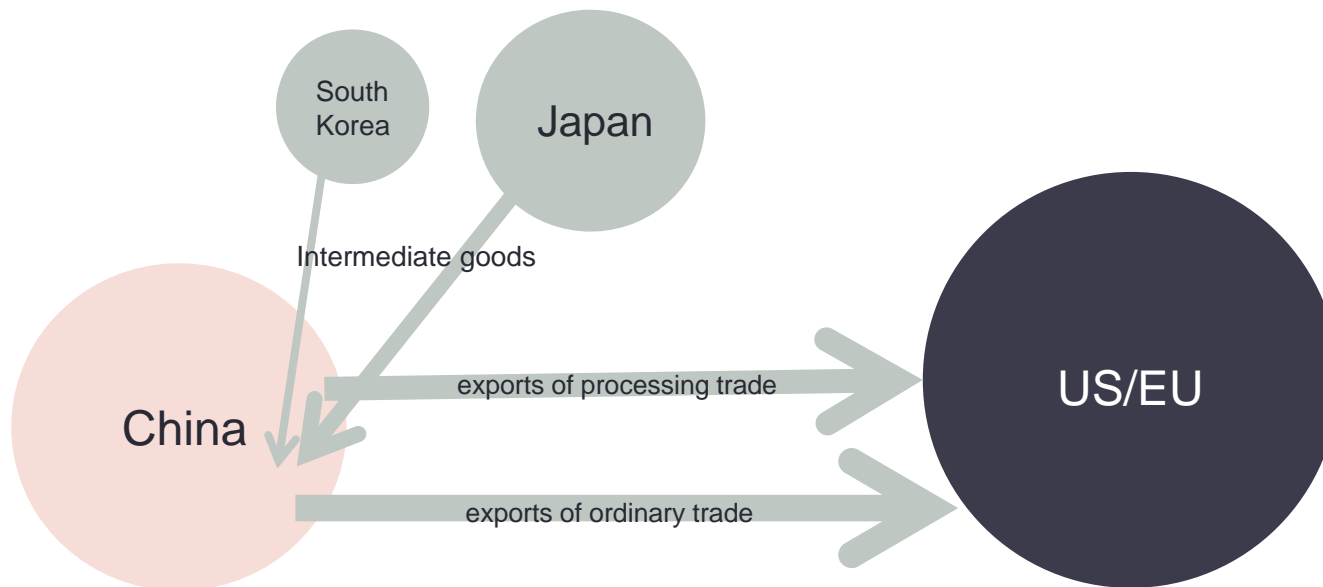 South
Korea
Japan
Intermediate goods
exports of processing trade
US/EU
China
exports of ordinary trade